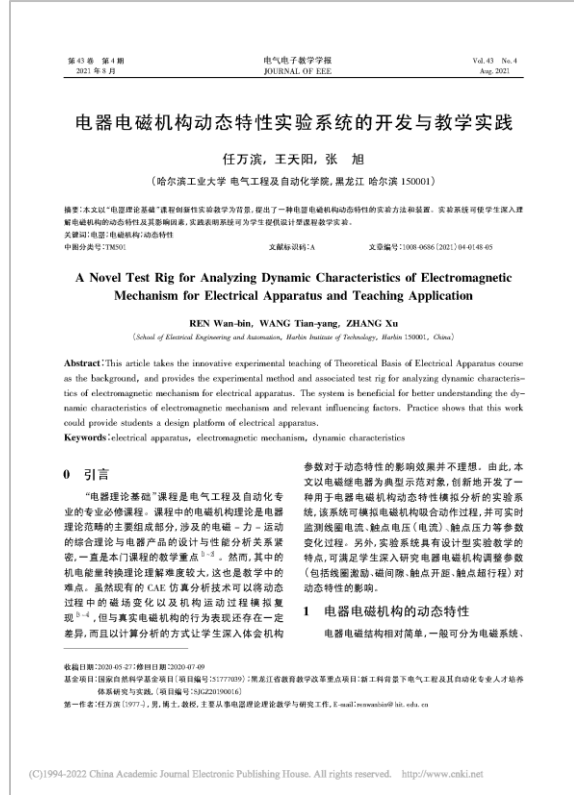 第 43 卷 第 4 期
2021 年 8 月
电气电子教学学报
JOURNAL OF EEE
Vol. 43 No. 4
Aug. 2021
电器电磁机构动态特性实验系统的开发与教学实践
任万滨, 王天阳, 张 旭
(哈尔滨工业大学 电气工程及自动化学院,黑龙江 哈尔滨 150001)
摘要:本文以“电器理论基础”课程创新性实验教学为背景,提出了一种电器电磁机构动态特性的实验方法和装置。实验系统可使学生深入理
解电磁机构的动态特性及其影响因素,实践表明系统可为学生提供设计型课程教学实验。
关键词:电器;电磁机构;动态特性
中图分类号:TM501 文献标识码:A 文章编号:1008-0686(2021)04-0148-05
A Novel Test Rig for Analyzing Dynamic Characteristics of Electromagnetic
Mechanism for Electrical Apparatus and Teaching Application
REN Wan-bin, WANG Tian-yang, ZHANG Xu
(School of Electrical Engineering and Automation, Harbin Institute of Technology, Harbin 150001, China)
Abstract:This article takes the innovative experimental teaching of Theoretical Basis of Electrical Apparatus course
as the background, and provides the experimental method and associated test rig for analyzing dynamic characteris-
tics of electromagnetic mechanism for electrical apparatus. The system is beneficial for better understanding the dy-
namic characteristics of electromagnetic mechanism and relevant influencing factors. Practice shows that this work
could provide students a design platform of electrical apparatus.
Keywords:electrical apparatus, electromagnetic mechanism, dynamic characteristics
0 引言
“电器理论基础”课程是电气工程及自动化专
业的专业必修课程。课程中的电磁机构理论是电器
理论范畴的主要组成部分,涉及的电磁-力-运动
的综合理论与电器产品的设计与性能分析关系紧
密,一直是本门课程的教学重点[1-2]。然而,其中的
机电能量转换理论理解难度较大,这也是教学中的
难点。虽然现有的 CAE 仿真分析技术可以将动态
过程中的磁场变化以及机构运动过程模拟复
现[3-4],但与真实电磁机构的行为表现还存在一定
差异,而且以计算分析的方式让学生深入体会机构
参数对于动态特性的影响效果并不理想。由此,本
文以电磁继电器为典型示范对象,创新地开发了一
种用于电器电磁机构动态特性模拟分析的实验系
统,该系统可模拟电磁机构吸合动作过程,并可实时
监测线圈电流、触点电压(电流)、触点压力等参数
变化过程。另外,实验系统具有设计型实验教学的
特点,可满足学生深入研究电器电磁机构调整参数
(包括线圈激励、磁间隙、触点开距、触点超行程)对
动态特性的影响。
1 电器电磁机构的动态特性
电器电磁结构相对简单,一般可分为电磁系统、
收稿日期:2020-05-27;修回日期:2020-07-09
基金项目:国家自然科学基金项目(项目编号:51777039);黑龙江省教育教学改革重点项目:新工科背景下电气工程及其自动化专业人才培养
体系研究与实践,(项目编号:SJGZ20190016)
第一作者:任万滨(1977-),男,博士,教授,主要从事电器理论理论教学与研究工作,E-mail:renwanbin@hit.edu.cn
(C)1994-2022 China Academic Journal Electronic Publishing House. All rights reserved. http://www.cnki.net